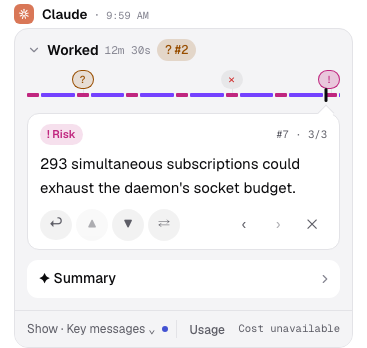 Claude · 9:59 AM
Worked 12m 30s ? #2
? × !
! Risk #7 · 3/3
293 simultaneous subscriptions could
exhaust the daemon's socket budget.
Summary
Show · Key messages Usage Cost unavailable